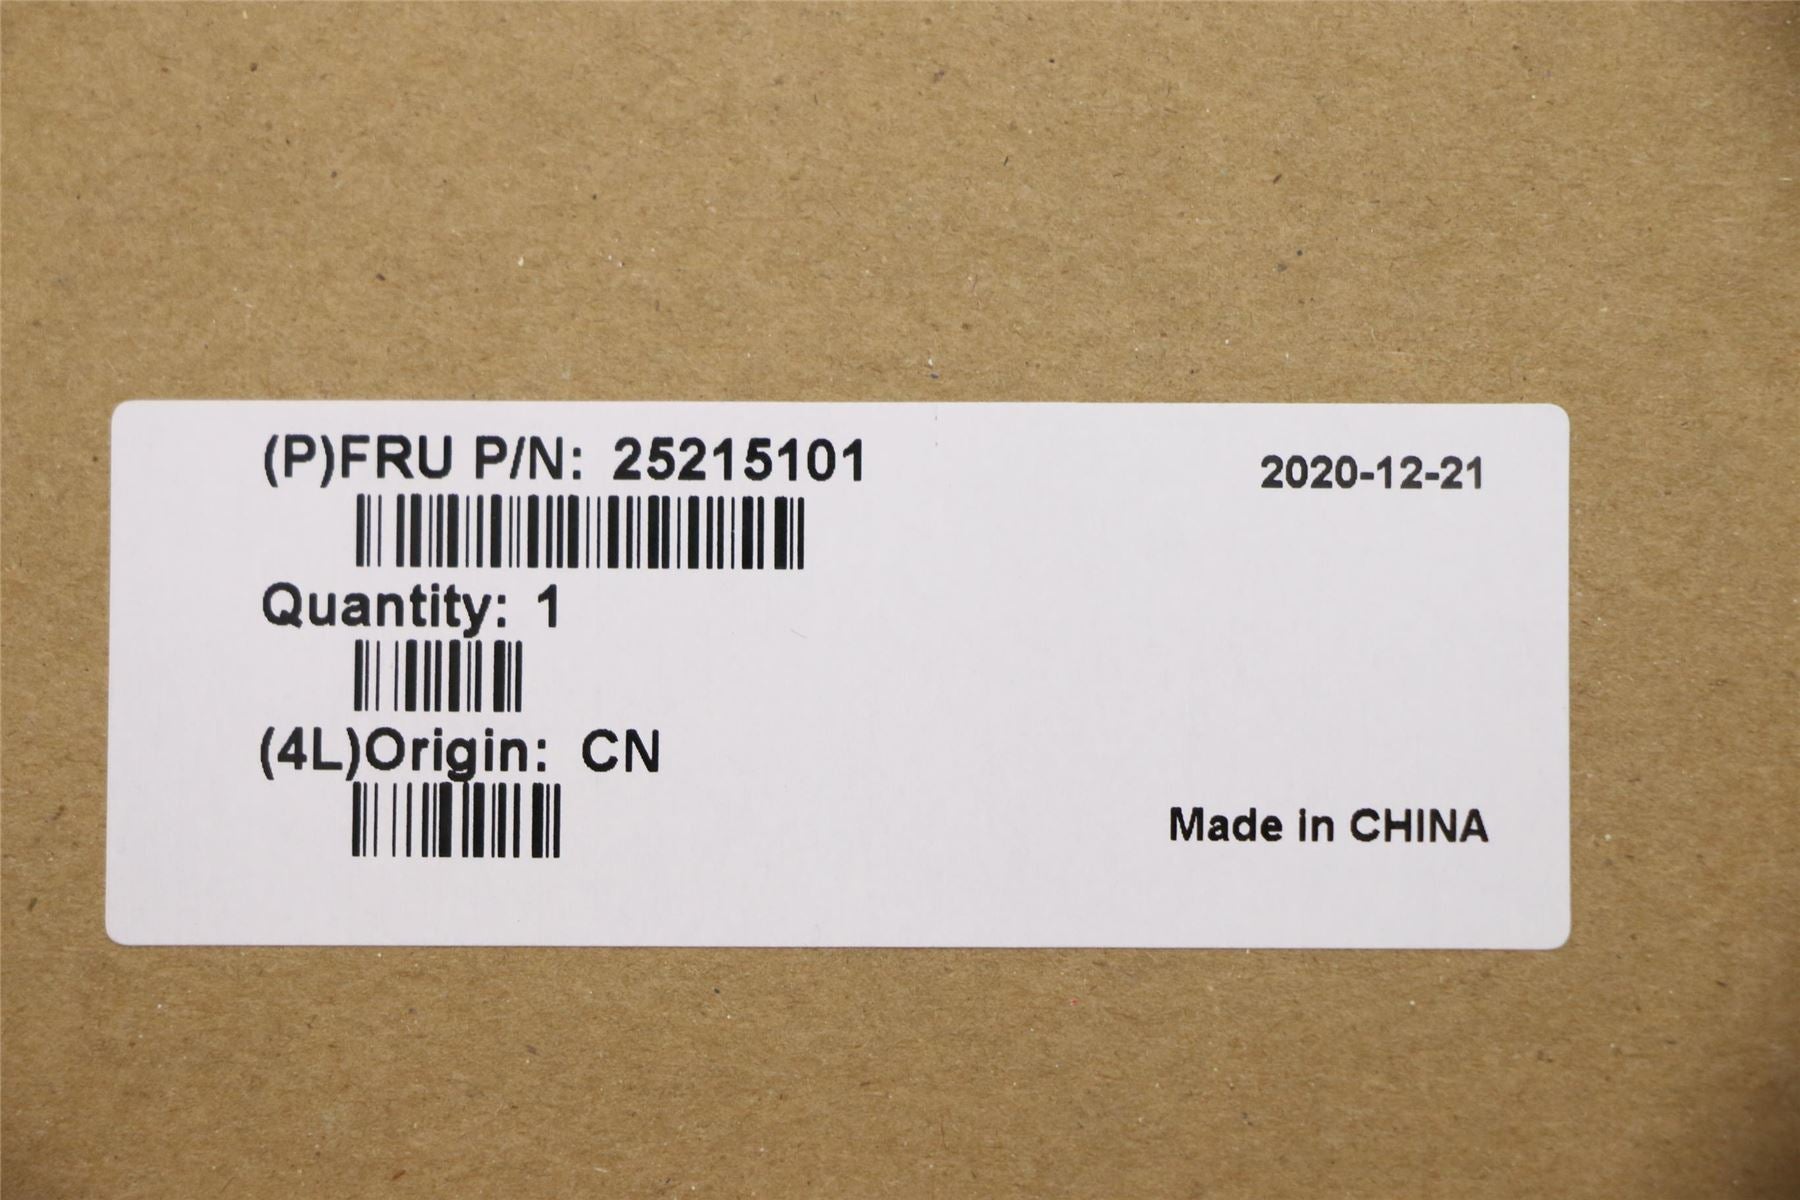 (P)FRU P/N: 25215101
2020-12-21
Quantity: 1
(4L)Origin: CN
Made in CHINA